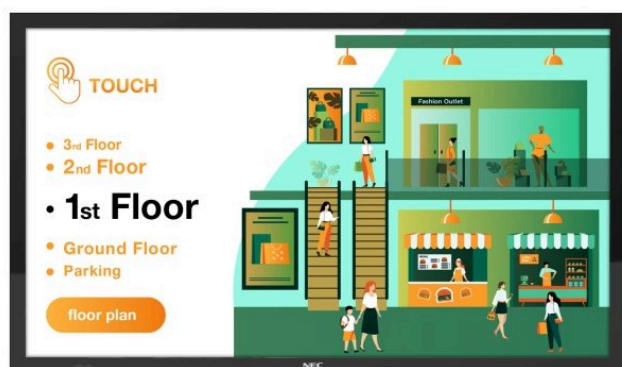 TOUCH
3rd Floor
2nd Floor
1st Floor
Ground Floor
Parking
floor plan
Fashion Outlet
NEC